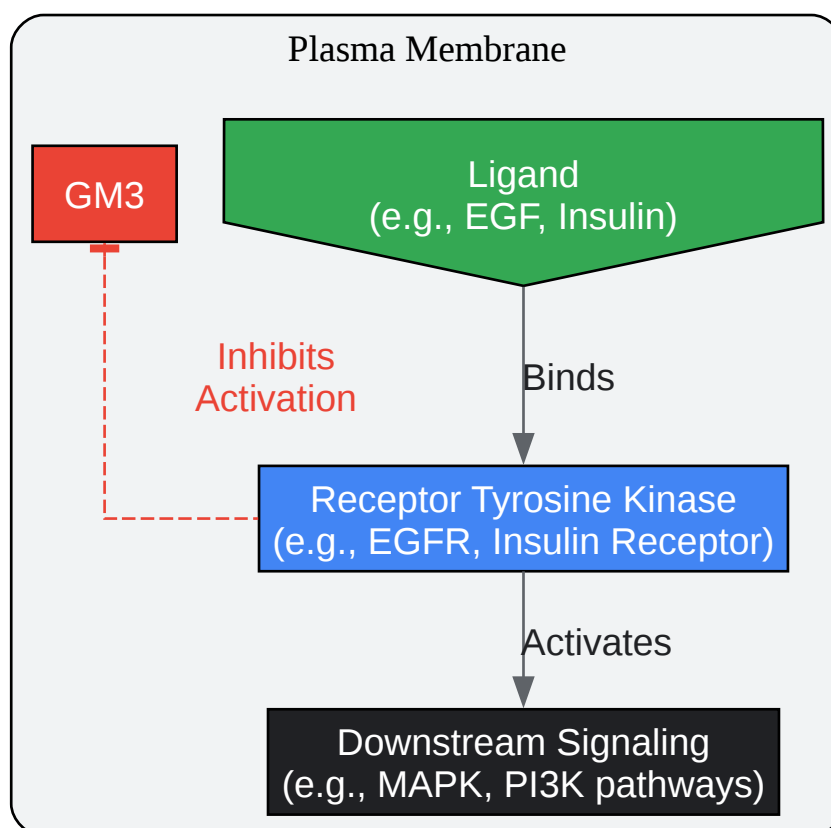 Plasma Membrane
GM3
Ligand
(e.g., EGF, Insulin)
Inhibits
Activation
Binds
Receptor Tyrosine Kinase
(e.g., EGFR, Insulin Receptor)
Activates
Downstream Signaling
(e.g., MAPK, PI3K pathways)